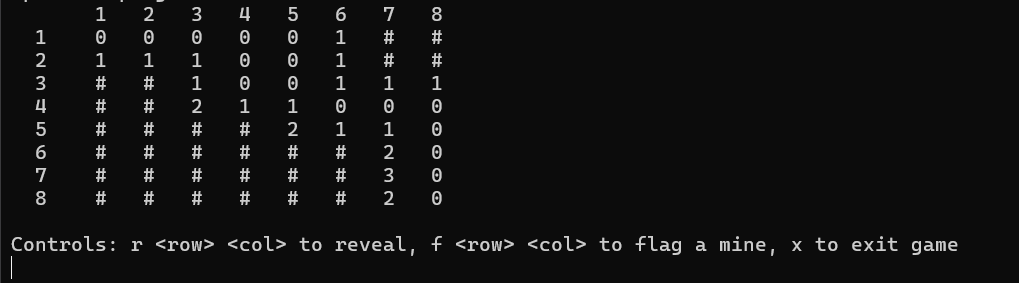 1 2 3 4 5 6 7 8
1 0 0 0 0 0 1 # #
2 1 1 1 0 0 1 # #
3 # # 1 0 0 1 1 1
4 # # 2 1 1 0 0 0
5 # # # # 2 1 1 0
6 # # # # # # 2 0
7 # # # # # # 3 0
8 # # # # # # 2 0
Controls: r <row> <col> to reveal, f <row> <col> to flag a mine, x to exit game